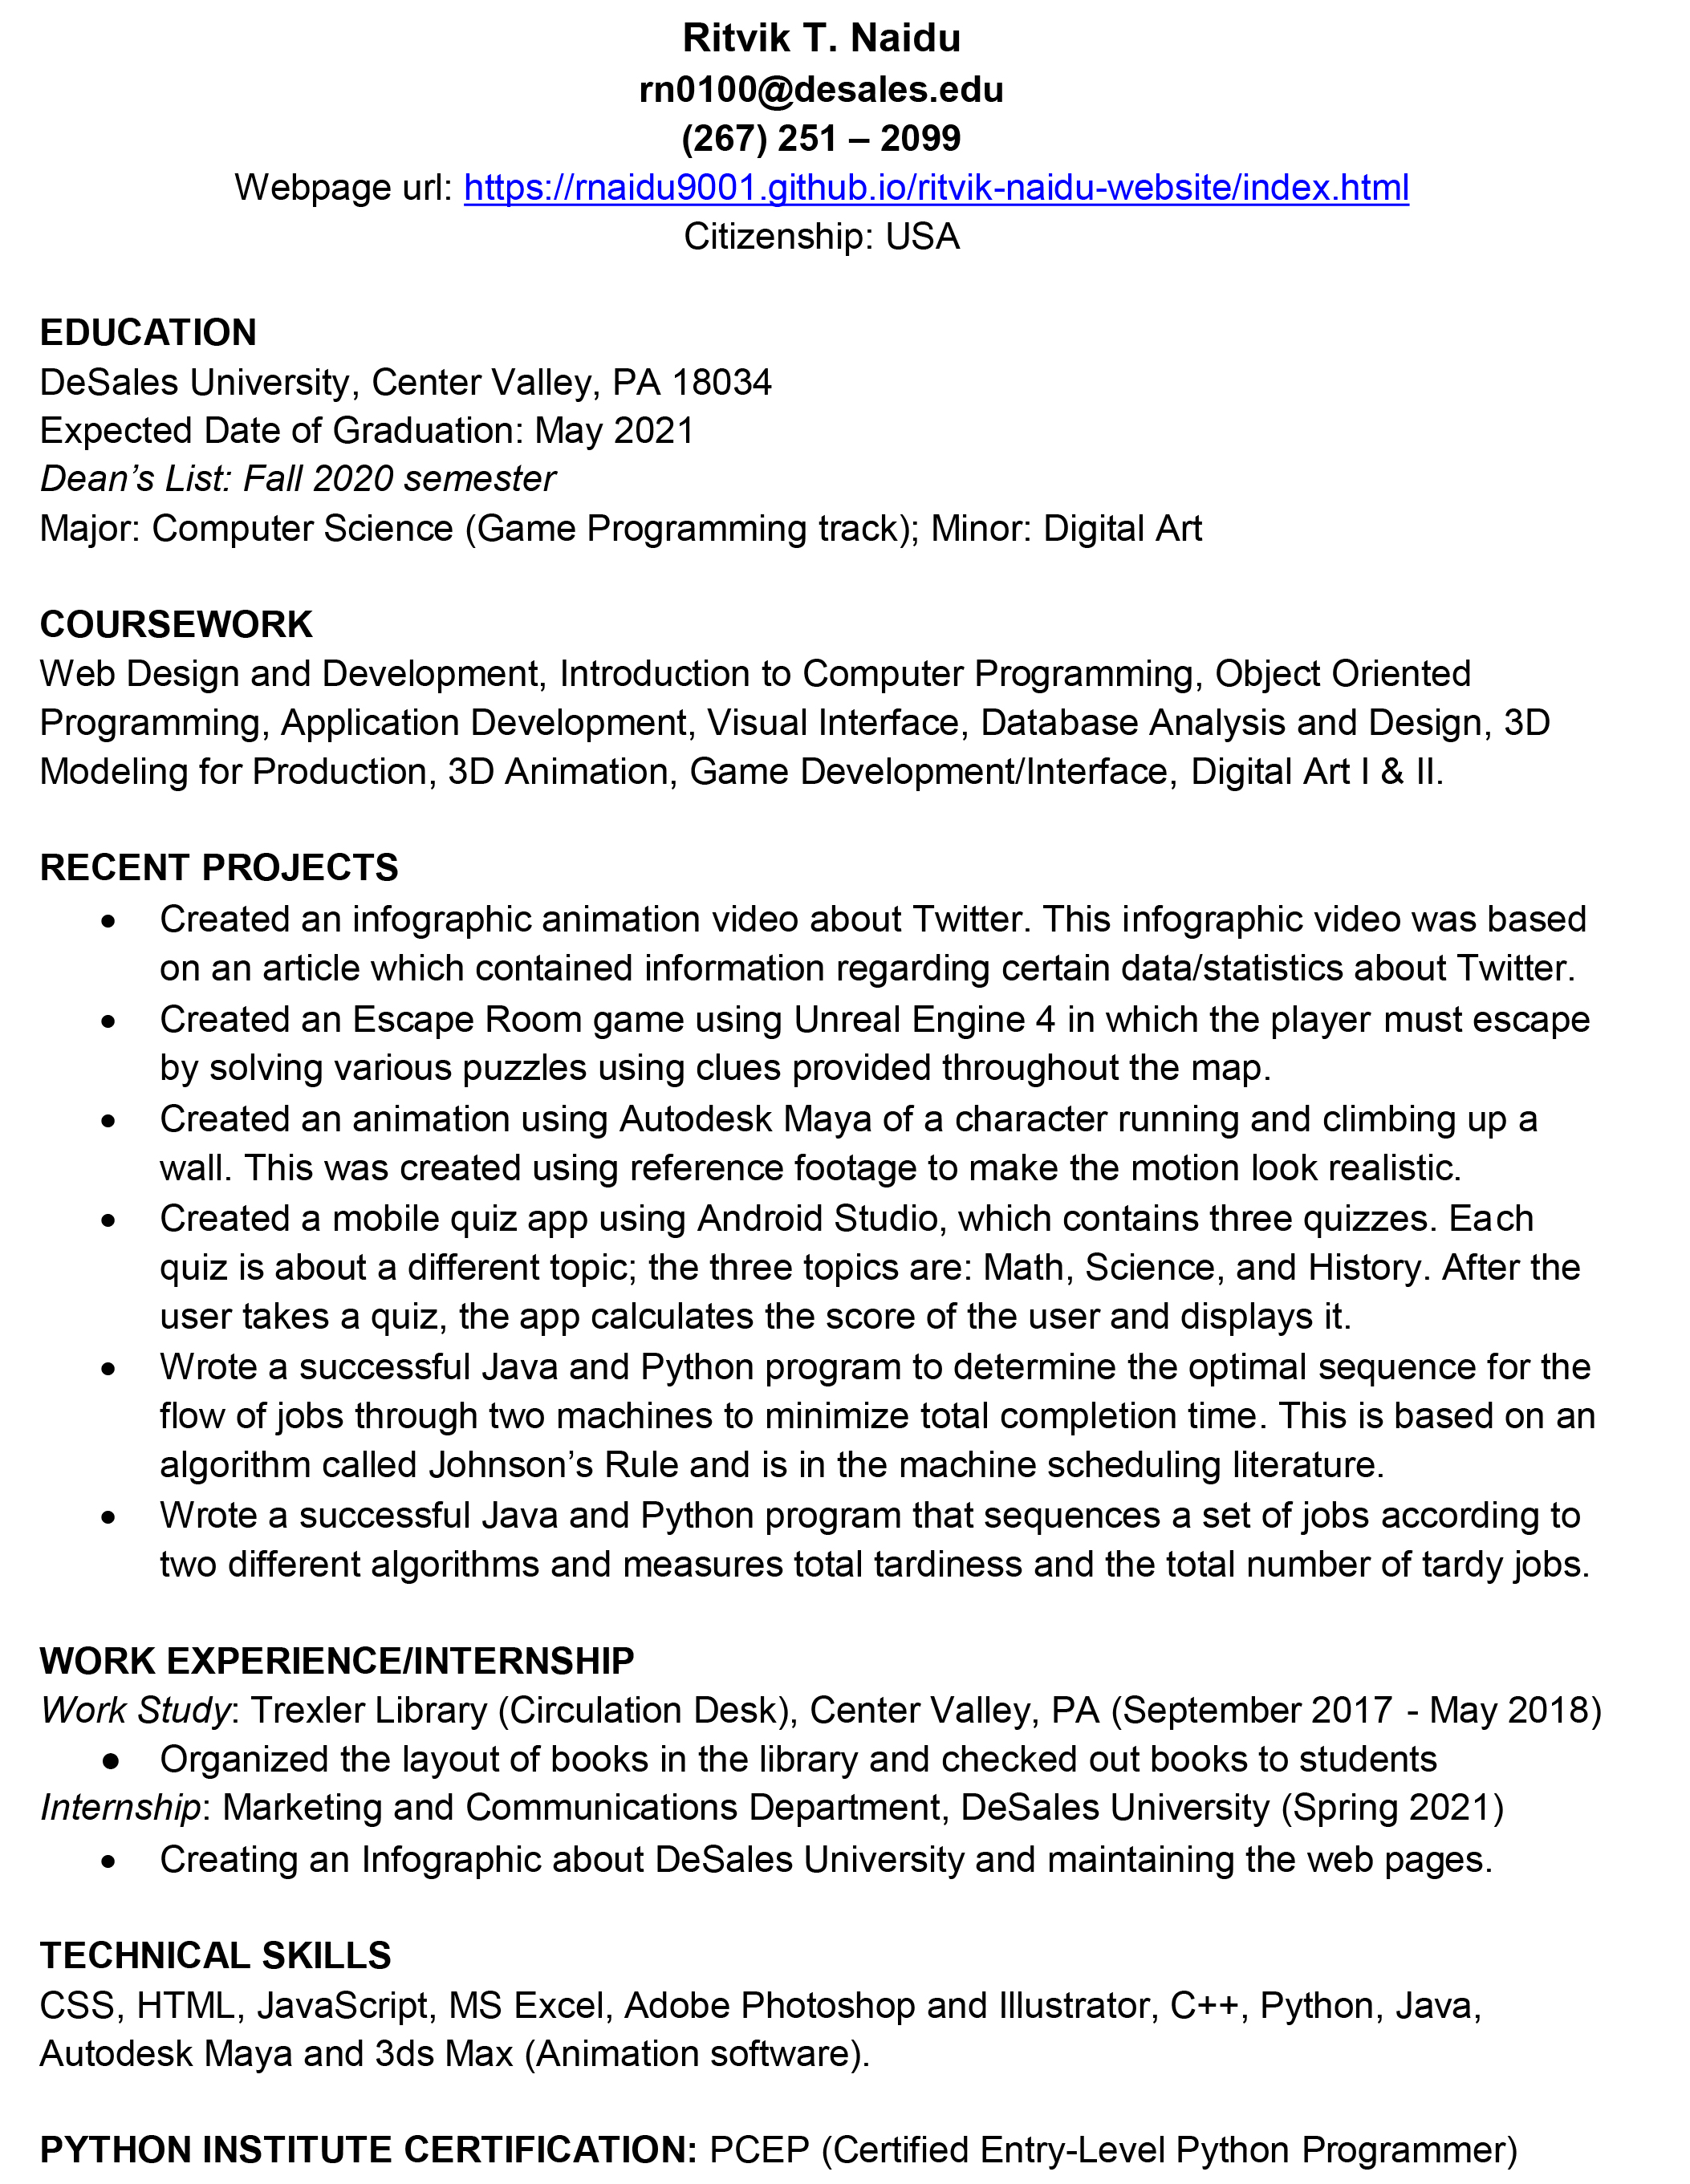 Ritvik T. Naidu
rn0100@desales.edu
(267) 251 – 2099
Webpage url: https://rnaidu9001.github.io/ritvik-naidu-website/index.html
Citizenship: USA
EDUCATION
DeSales University, Center Valley, PA 18034
Expected Date of Graduation: May 2021
Dean’s List: Fall 2020 semester
Major: Computer Science (Game Programming track); Minor: Digital Art
COURSEWORK
Web Design and Development, Introduction to Computer Programming, Object Oriented
Programming, Application Development, Visual Interface, Database Analysis and Design, 3D
Modeling for Production, 3D Animation, Game Development/Interface, Digital Art I & II.
RECENT PROJECTS
• Created an infographic animation video about Twitter. This infographic video was based
on an article which contained information regarding certain data/statistics about Twitter.
• Created an Escape Room game using Unreal Engine 4 in which the player must escape
by solving various puzzles using clues provided throughout the map.
• Created an animation using Autodesk Maya of a character running and climbing up a
wall. This was created using reference footage to make the motion look realistic.
• Created a mobile quiz app using Android Studio, which contains three quizzes. Each
quiz is about a different topic; the three topics are: Math, Science, and History. After the
user takes a quiz, the app calculates the score of the user and displays it.
• Wrote a successful Java and Python program to determine the optimal sequence for the
flow of jobs through two machines to minimize total completion time. This is based on an
algorithm called Johnson’s Rule and is in the machine scheduling literature.
• Wrote a successful Java and Python program that sequences a set of jobs according to
two different algorithms and measures total tardiness and the total number of tardy jobs.
WORK EXPERIENCE/INTERNSHIP
Work Study: Trexler Library (Circulation Desk), Center Valley, PA (September 2017 - May 2018)
• Organized the layout of books in the library and checked out books to students
Internship: Marketing and Communications Department, DeSales University (Spring 2021)
• Creating an Infographic about DeSales University and maintaining the web pages.
TECHNICAL SKILLS
CSS, HTML, JavaScript, MS Excel, Adobe Photoshop and Illustrator, C++, Python, Java,
Autodesk Maya and 3ds Max (Animation software).
PYTHON INSTITUTE CERTIFICATION: PCEP (Certified Entry-Level Python Programmer)